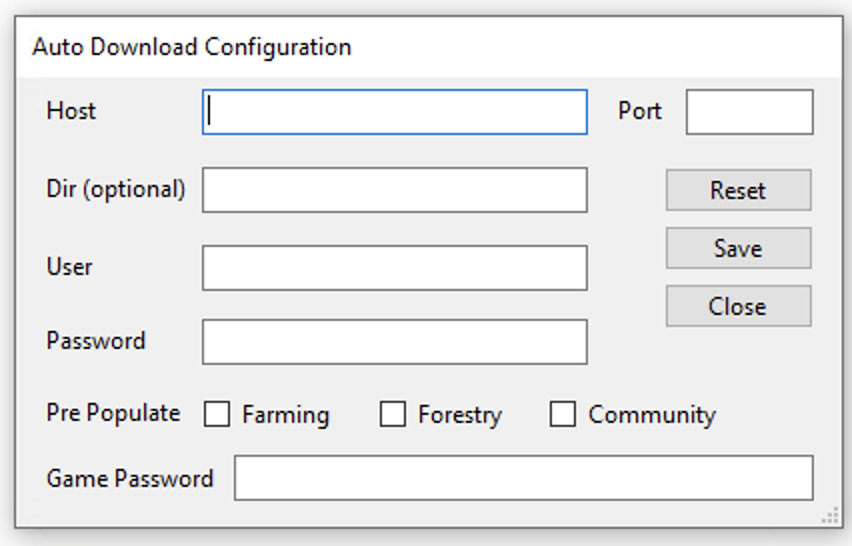 Auto Download Configuration
Host Port
Dir (optional) Reset
User Save
Close
Password
Pre Populate Farming Forestry Community
Game Password